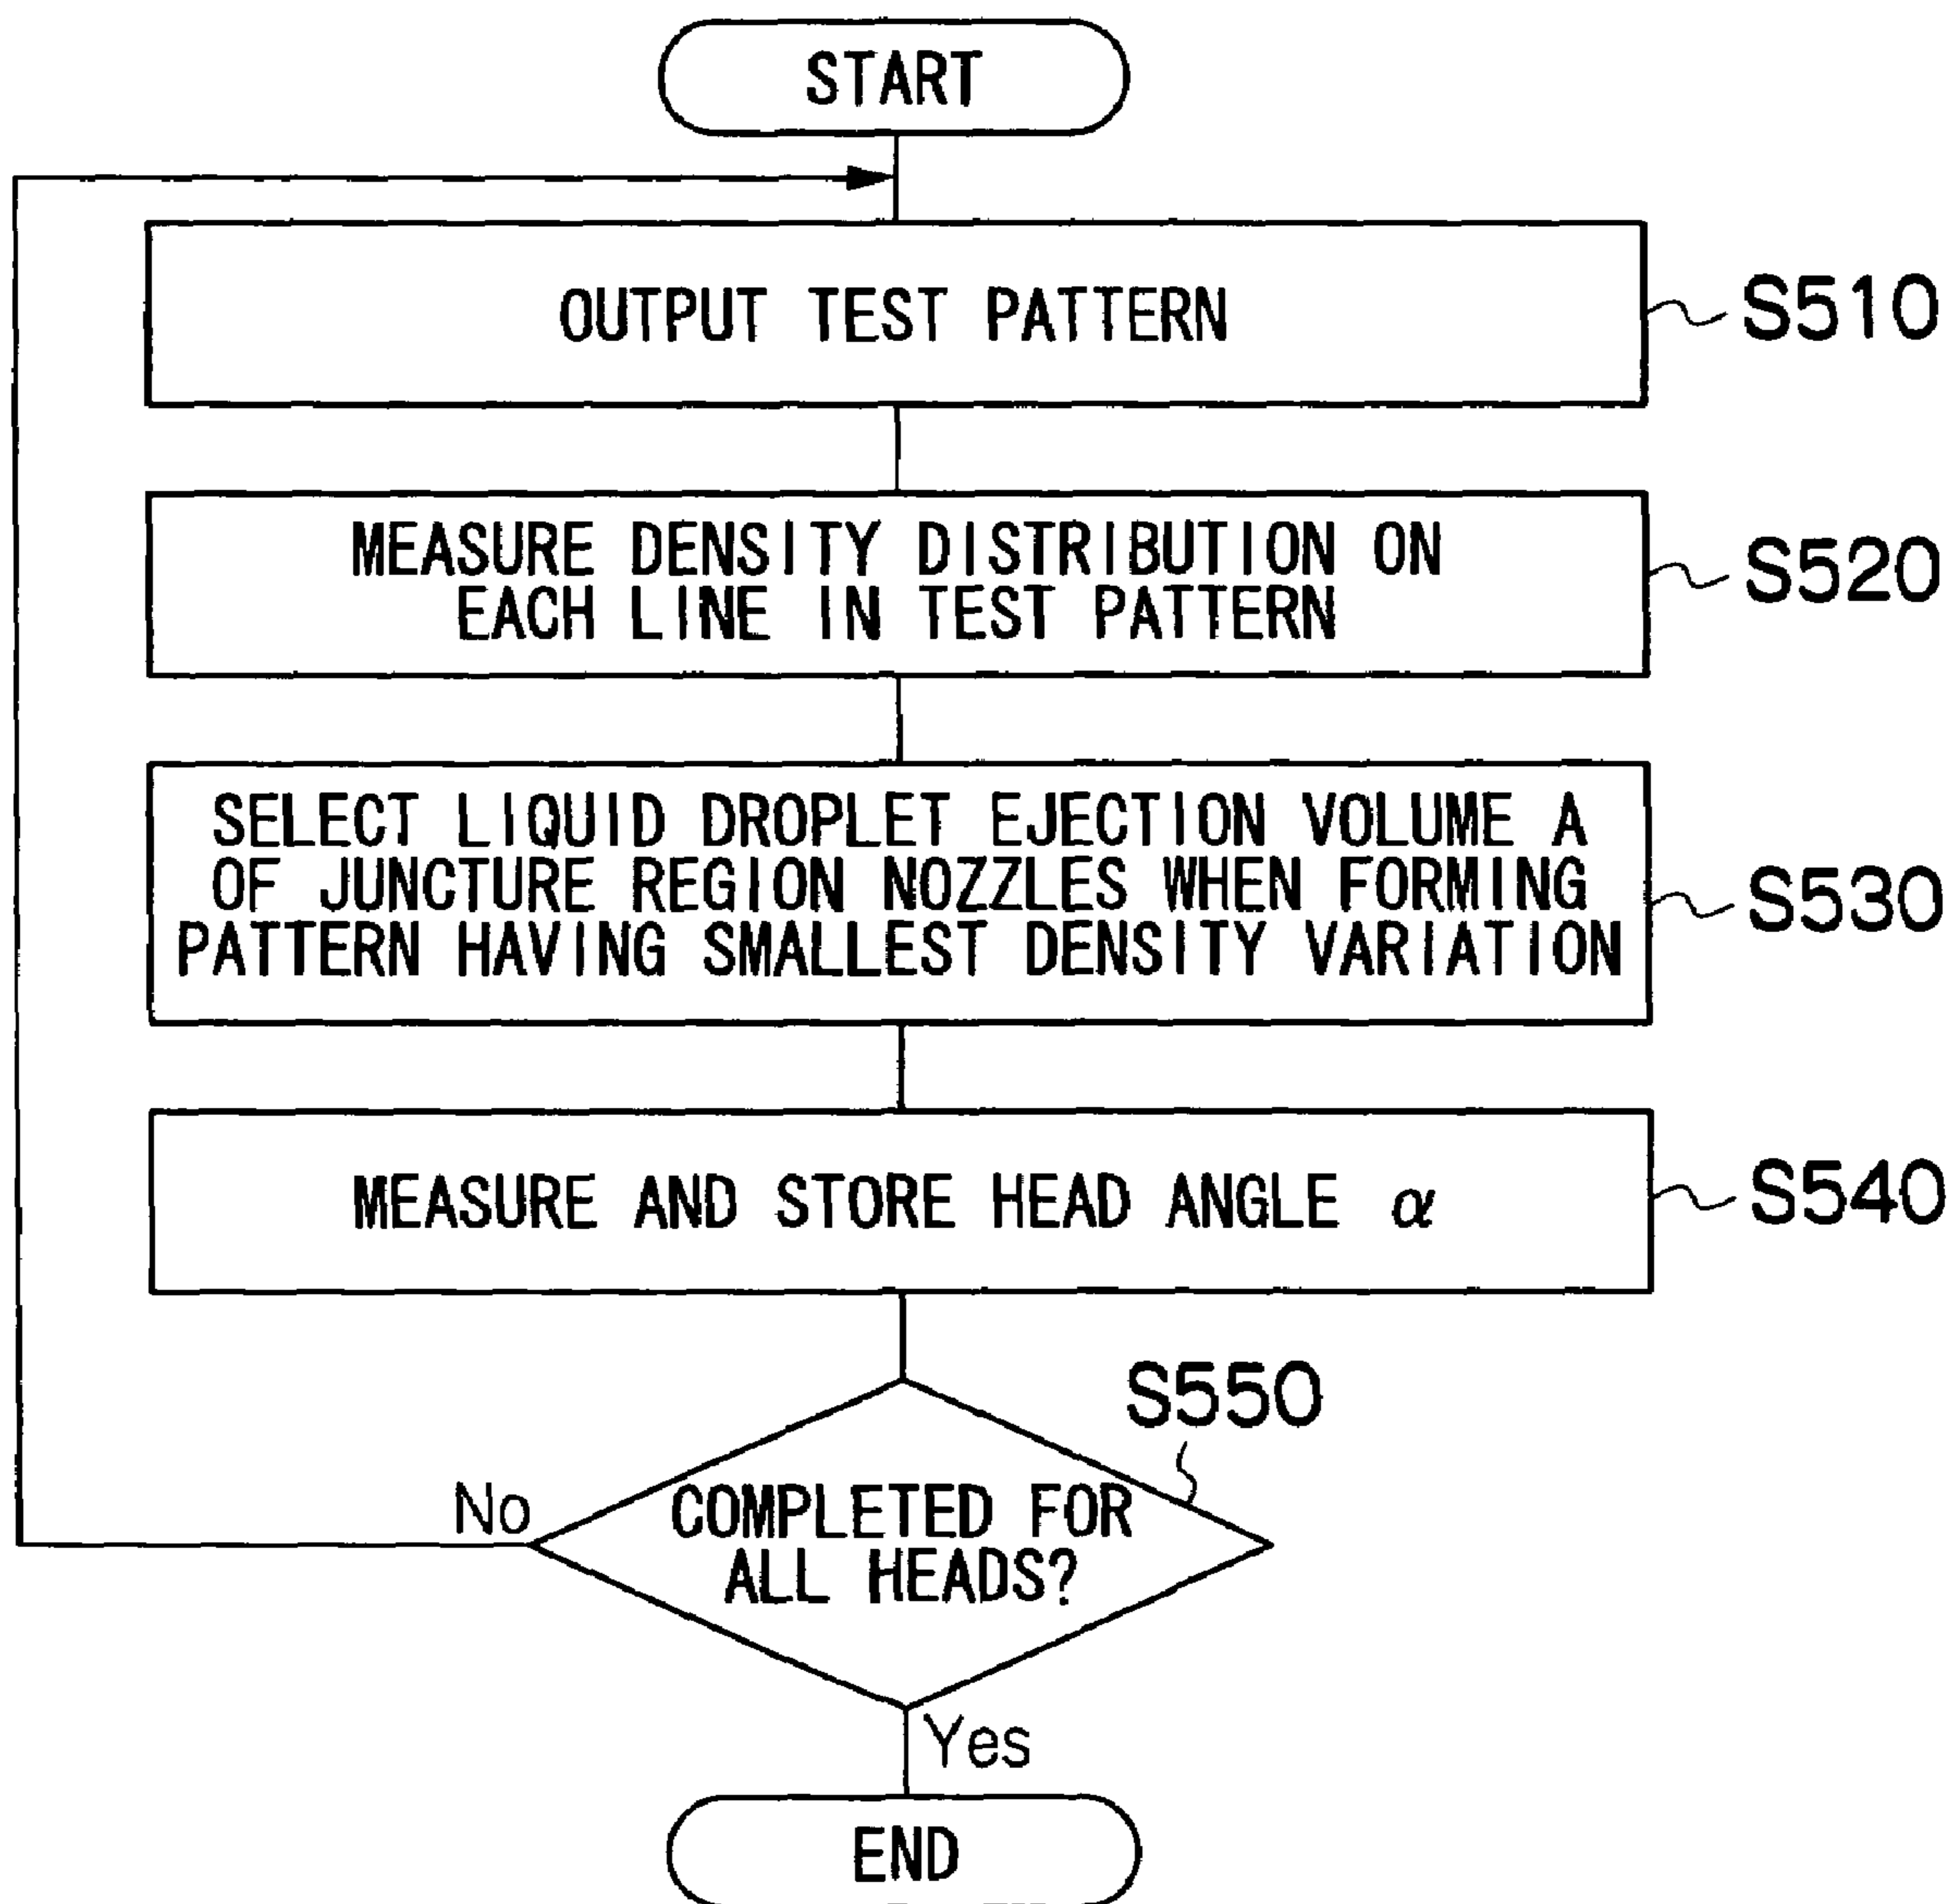 START
OUTPUT TEST PATTERN
S510
MEASURE DENSITY DISTRIBUTION ON
EACH LINE IN TEST PATTERN
S520
SELECT LIQUID DROPLET EJECTION VOLUME A
OF JUNCTURE REGION NOZZLES WHEN FORMING
PATTERN HAVING SMALLEST DENSITY VARIATION
S530
MEASURE AND STORE HEAD ANGLE α
S540
S550
No
COMPLETED FOR
ALL HEADS?
Yes
END